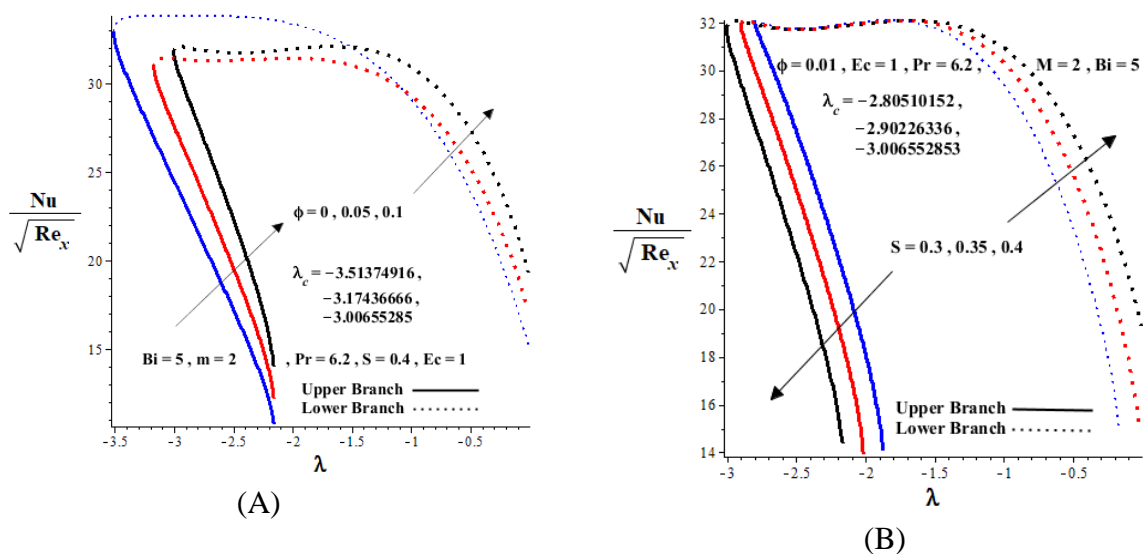 30
25
20
15
Nu
√Re_x
ϕ = 0 , 0.05 , 0.1
λ_c = −3.51374916 ,
−3.17436666 ,
−3.00655285
Bi = 5 , m = 2 , Pr = 6.2 , S = 0.4 , Ec = 1
Upper Branch
Lower Branch
-3.5 -3 -2.5 -2 -1.5 -1 -0.5
λ
(A)
32
30
28
26
24
22
20
18
16
14
Nu
√Re_x
ϕ = 0.01 , Ec = 1 , Pr = 6.2 , M = 2 , Bi = 5
λ_c = −2.80510152 ,
−2.90226336 ,
−3.006552853
S = 0.3 , 0.35 , 0.4
Upper Branch
Lower Branch
-3 -2.5 -2 -1.5 -1 -0.5
λ
(B)